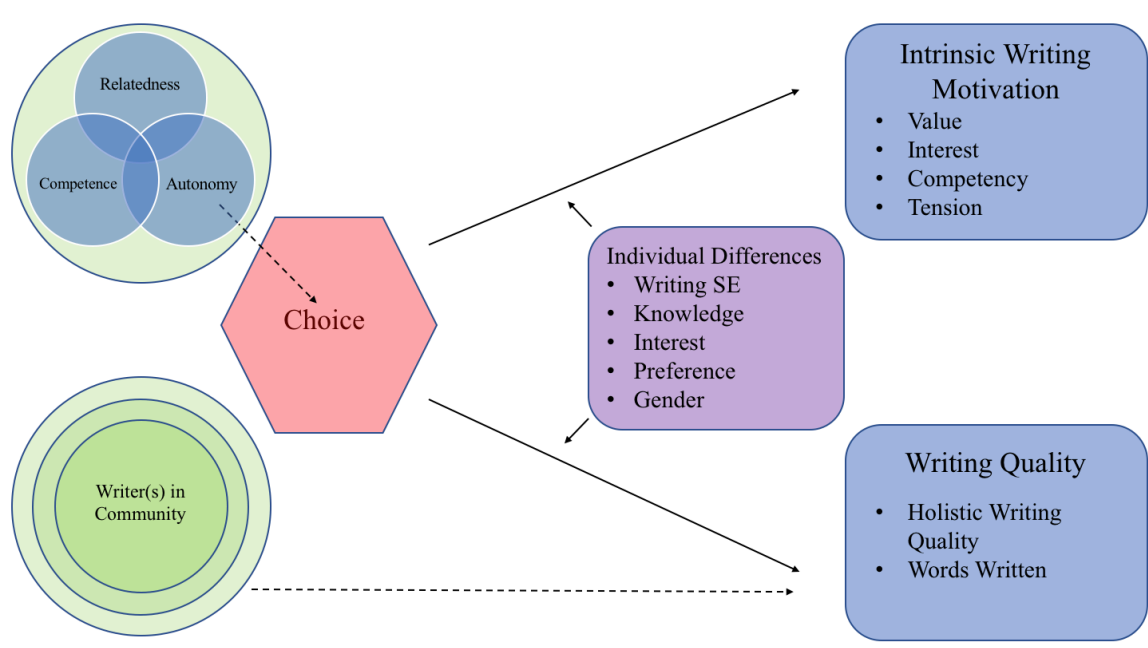 Relatedness
Competence
Autonomy
Choice
Writer(s) in
Community
Individual Differences
• Writing SE
• Knowledge
• Interest
• Preference
• Gender
Intrinsic Writing
Motivation
• Value
• Interest
• Competency
• Tension
Writing Quality
• Holistic Writing
Quality
• Words Written